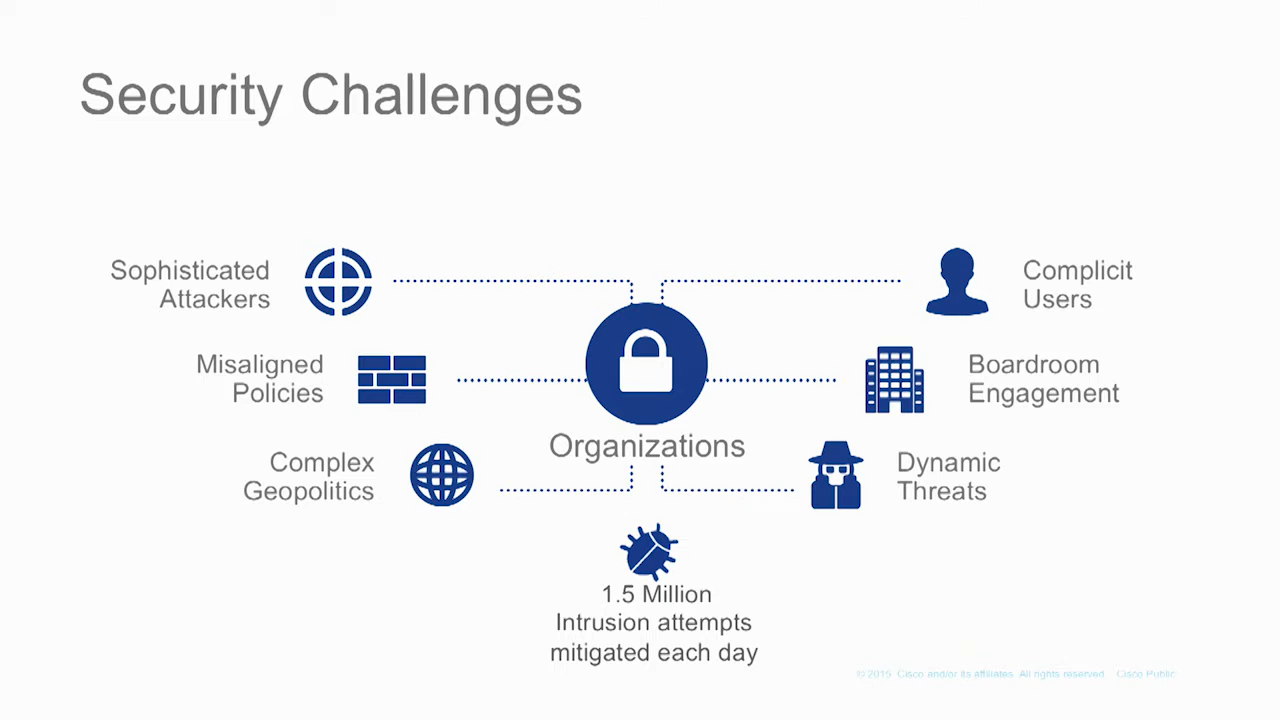 Security Challenges
Sophisticated
Attackers
Misaligned
Policies
Complex
Geopolitics
Organizations
Complicit
Users
Boardroom
Engagement
Dynamic
Threats
1.5 Million
Intrusion attempts
mitigated each day
© 2015 Cisco and/or its affiliates. All rights reserved. Cisco Public